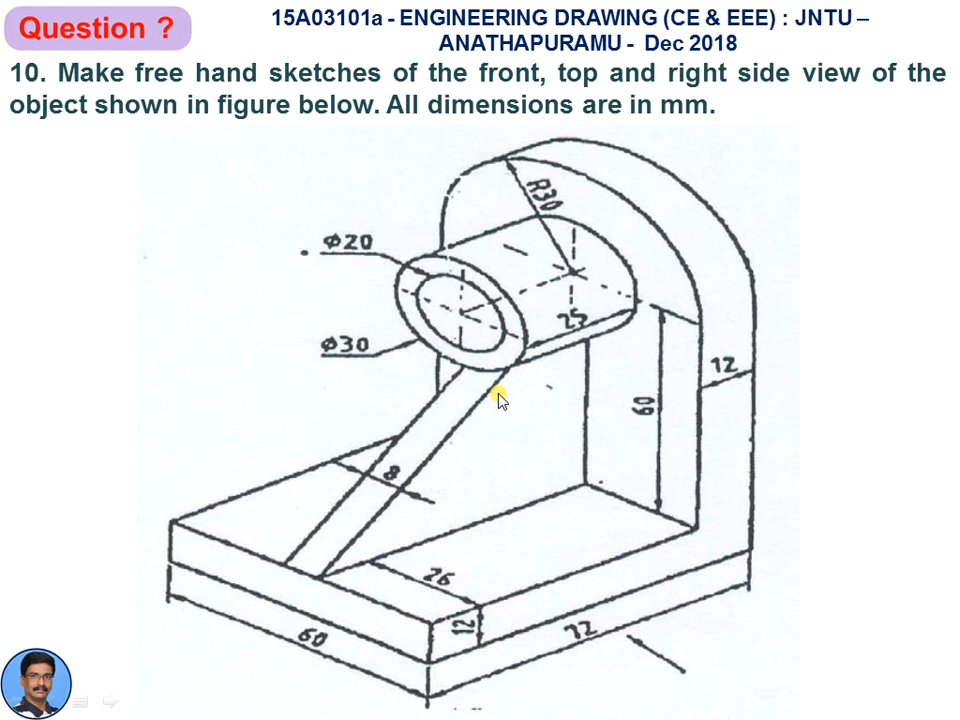 Question ?
15A03101a - ENGINEERING DRAWING (CE & EEE) : JNTU –
ANATHAPURAMU - Dec 2018
10. Make free hand sketches of the front, top and right side view of the
object shown in figure below. All dimensions are in mm.
R30
Φ20
25
Φ30
12
60
8
26
12
60
72